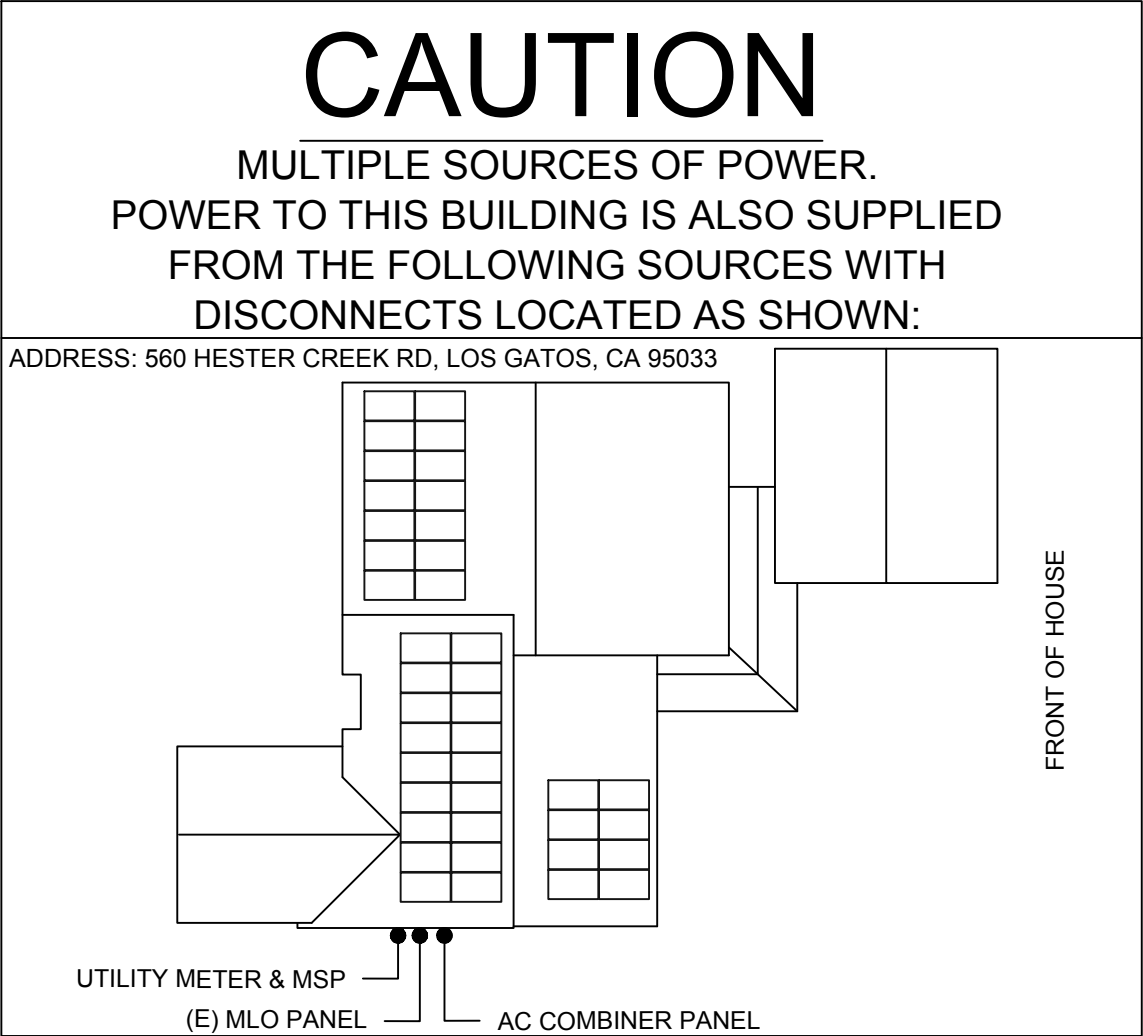 CAUTION
MULTIPLE SOURCES OF POWER.
POWER TO THIS BUILDING IS ALSO SUPPLIED
FROM THE FOLLOWING SOURCES WITH
DISCONNECTS LOCATED AS SHOWN:
ADDRESS: 560 HESTER CREEK RD, LOS GATOS, CA 95033
FRONT OF HOUSE
UTILITY METER & MSP
(E) MLO PANEL
AC COMBINER PANEL